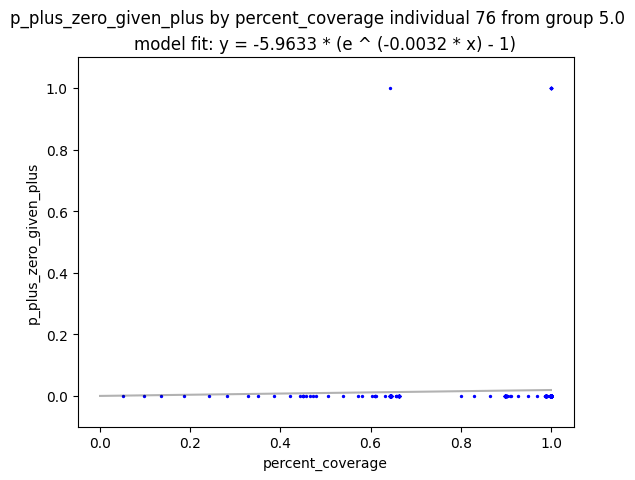 p_plus_zero_given_plus by percent_coverage individual 76 from group 5.0
model fit: y = -5.9633 * (e ^ (-0.0032 * x) - 1)
1.0
0.8
0.6
0.4
0.2
0.0
p_plus_zero_given_plus
0.0 0.2 0.4 0.6 0.8 1.0
percent_coverage